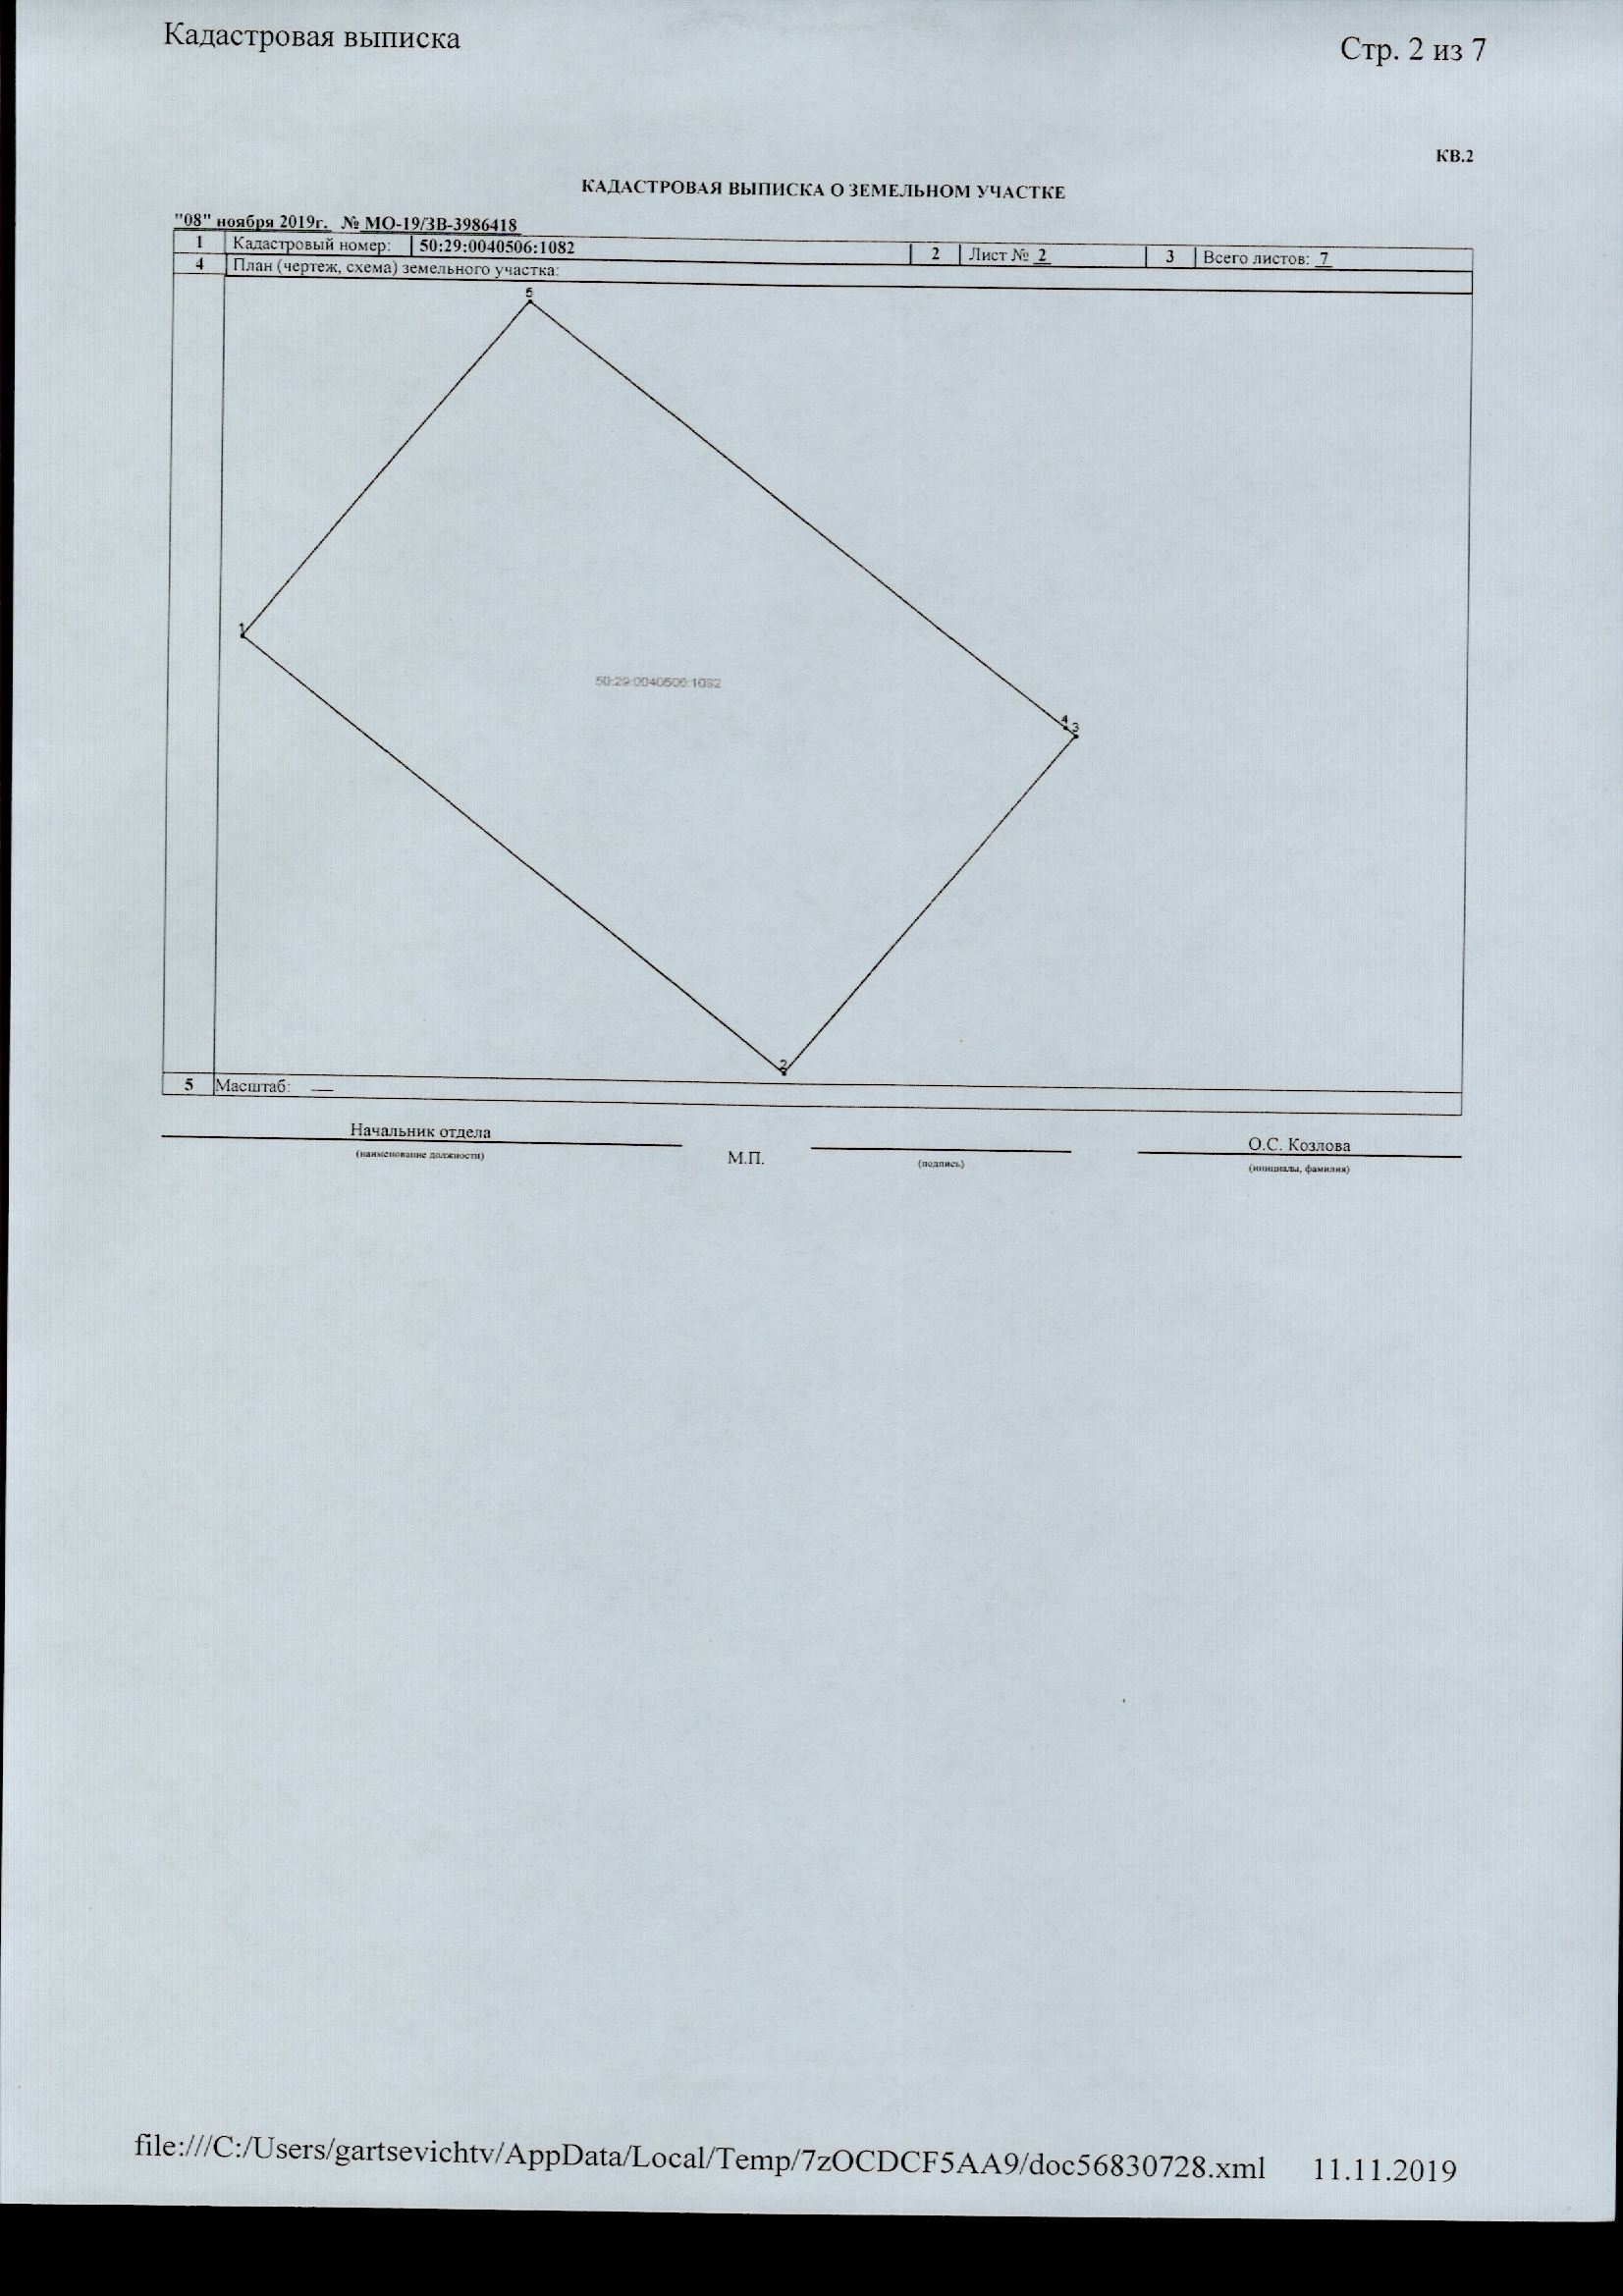 Кадастровая выписка
Стр. 2 из 7
КВ.2
КАДАСТРОВАЯ ВЫПИСКА О ЗЕМЕЛЬНОМ УЧАСТКЕ
"08" ноября 2019г. № МО-19/ЗВ-3986418
1 Кадастровый номер: 50:29:0040506:1082 2 Лист № 2 3 Всего листов: 7
4 План (чертеж, схема) земельного участка:
5
1
50:29:0040506:1082
4 3
2
5 Масштаб: __
Начальник отдела
(наименование должности)
М.П.
(подпись)
О.С. Козлова
(инициалы, фамилия)
file:///C:/Users/gartsevichtv/AppData/Local/Temp/7zOCDCF5AA9/doc56830728.xml 11.11.2019